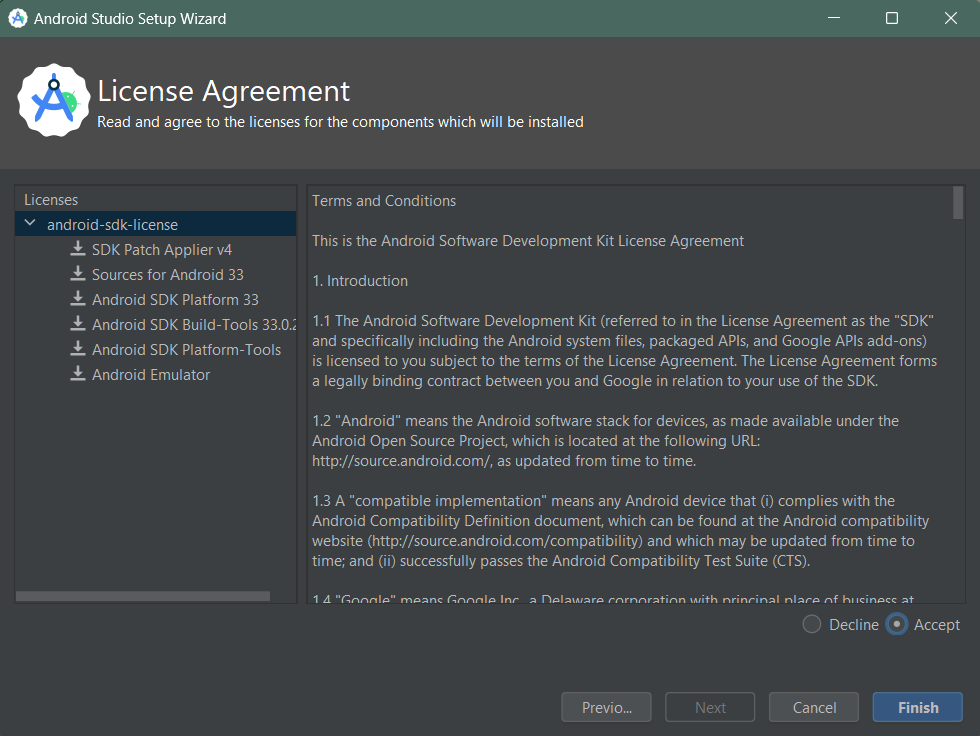 Android Studio Setup Wizard
License Agreement
Read and agree to the licenses for the components which will be installed
Licenses
android-sdk-license
SDK Patch Applier v4
Sources for Android 33
Android SDK Platform 33
Android SDK Build-Tools 33.0.2
Android SDK Platform-Tools
Android Emulator
Terms and Conditions
This is the Android Software Development Kit License Agreement
1. Introduction
1.1 The Android Software Development Kit (referred to in the License Agreement as the "SDK"
and specifically including the Android system files, packaged APIs, and Google APIs add-ons)
is licensed to you subject to the terms of the License Agreement. The License Agreement forms
a legally binding contract between you and Google in relation to your use of the SDK.
1.2 "Android" means the Android software stack for devices, as made available under the
Android Open Source Project, which is located at the following URL:
http://source.android.com/, as updated from time to time.
1.3 A "compatible implementation" means any Android device that (i) complies with the
Android Compatibility Definition document, which can be found at the Android compatibility
website (http://source.android.com/compatibility) and which may be updated from time to
time; and (ii) successfully passes the Android Compatibility Test Suite (CTS).
1.4 "Google" means Google Inc., a Delaware corporation with principal place of business at
Decline
Accept
Previo...
Next
Cancel
Finish